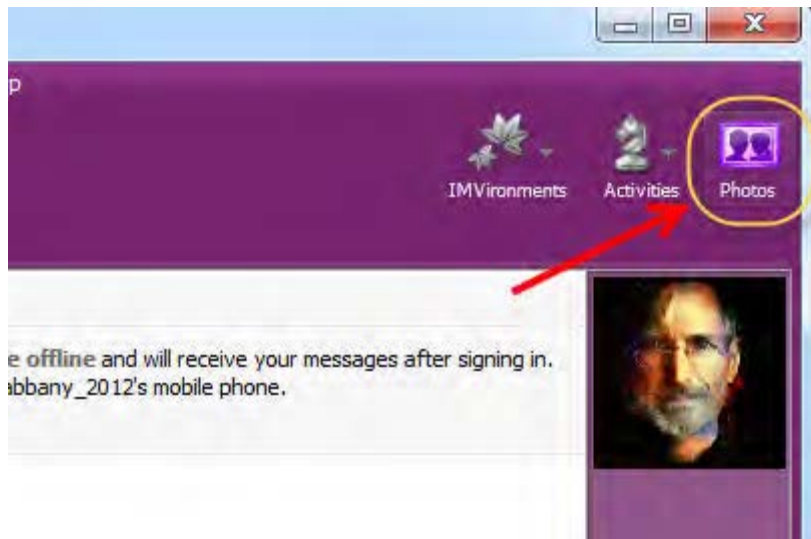 p
IMVironments Activities Photos
e offline and will receive your messages after signing in.
abbany_2012's mobile phone.